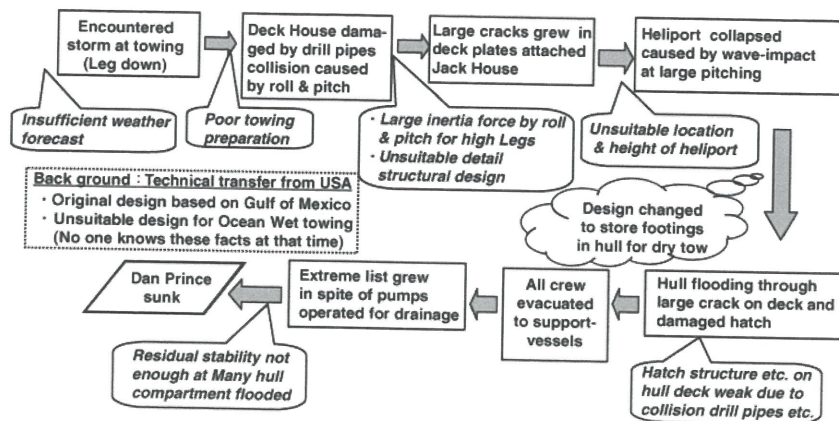 Encountered
storm at towing
(Leg down)
Deck House dama-
ged by drill pipes
collision caused
by roll & pitch
Large cracks grew in
deck plates attached
Jack House
Heliport collapsed
caused by wave-impact
at large pitching
Insufficient weather
forecast
Poor towing
preparation
・Large inertia force by roll
& pitch for high Legs
・Unsuitable detail
structural design
Unsuitable location
& height of heliport
Back ground：Technical transfer from USA
・Original design based on Gulf of Mexico
・Unsuitable design for Ocean Wet towing
(No one knows these facts at that time)
Design changed
to store footings
in hull for dry tow
Hull flooding through
large crack on deck and
damaged hatch
All crew
evacuated
to support-
vessels
Extreme list grew
in spite of pumps
operated for drainage
Dan Prince
sunk
Residual stability not
enough at Many hull
compartment flooded
Hatch structure etc. on
hull deck weak due to
collision drill pipes etc.